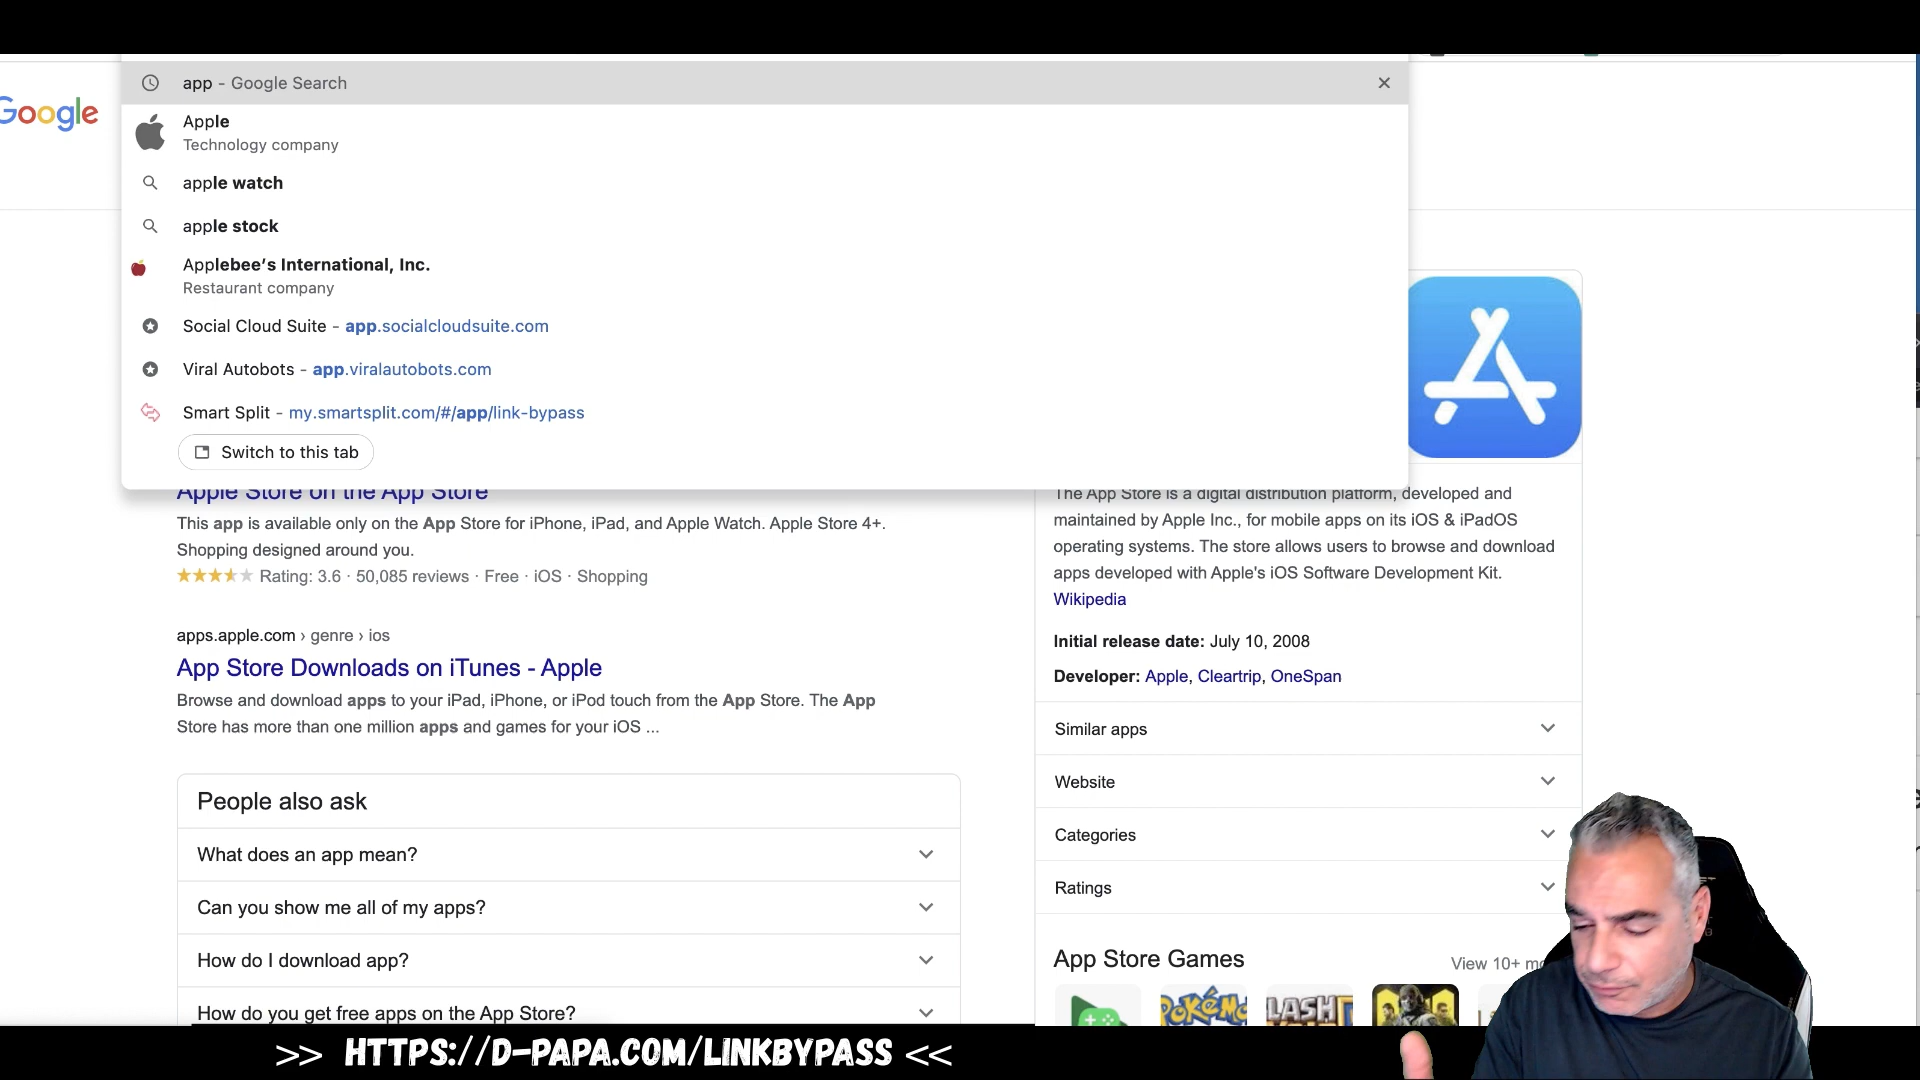 Google
app - Google Search
Apple
Technology company
apple watch
apple stock
Applebee's International, Inc.
Restaurant company
Social Cloud Suite - app.socialcloudsuite.com
Viral Autobots - app.viralautobots.com
Smart Split - my.smartsplit.com/#/app/link-bypass
Switch to this tab
Apple Store on the App Store
This app is available only on the App Store for iPhone, iPad, and Apple Watch. Apple Store 4+.
Shopping designed around you.
Rating: 3.6 · 50,085 reviews · Free · iOS · Shopping
apps.apple.com › genre › ios
App Store Downloads on iTunes - Apple
Browse and download apps to your iPad, iPhone, or iPod touch from the App Store. The App
Store has more than one million apps and games for your iOS ...
People also ask
What does an app mean?
Can you show me all of my apps?
How do I download app?
How do you get free apps on the App Store?
The App Store is a digital distribution platform, developed and
maintained by Apple Inc., for mobile apps on its iOS & iPadOS
operating systems. The store allows users to browse and download
apps developed with Apple's iOS Software Development Kit.
Wikipedia
Initial release date: July 10, 2008
Developer: Apple, Cleartrip, OneSpan
Similar apps
Website
Categories
Ratings
App Store Games
View 10+
>> HTTPS://D-PAPA.COM/LINKBYPASS <<